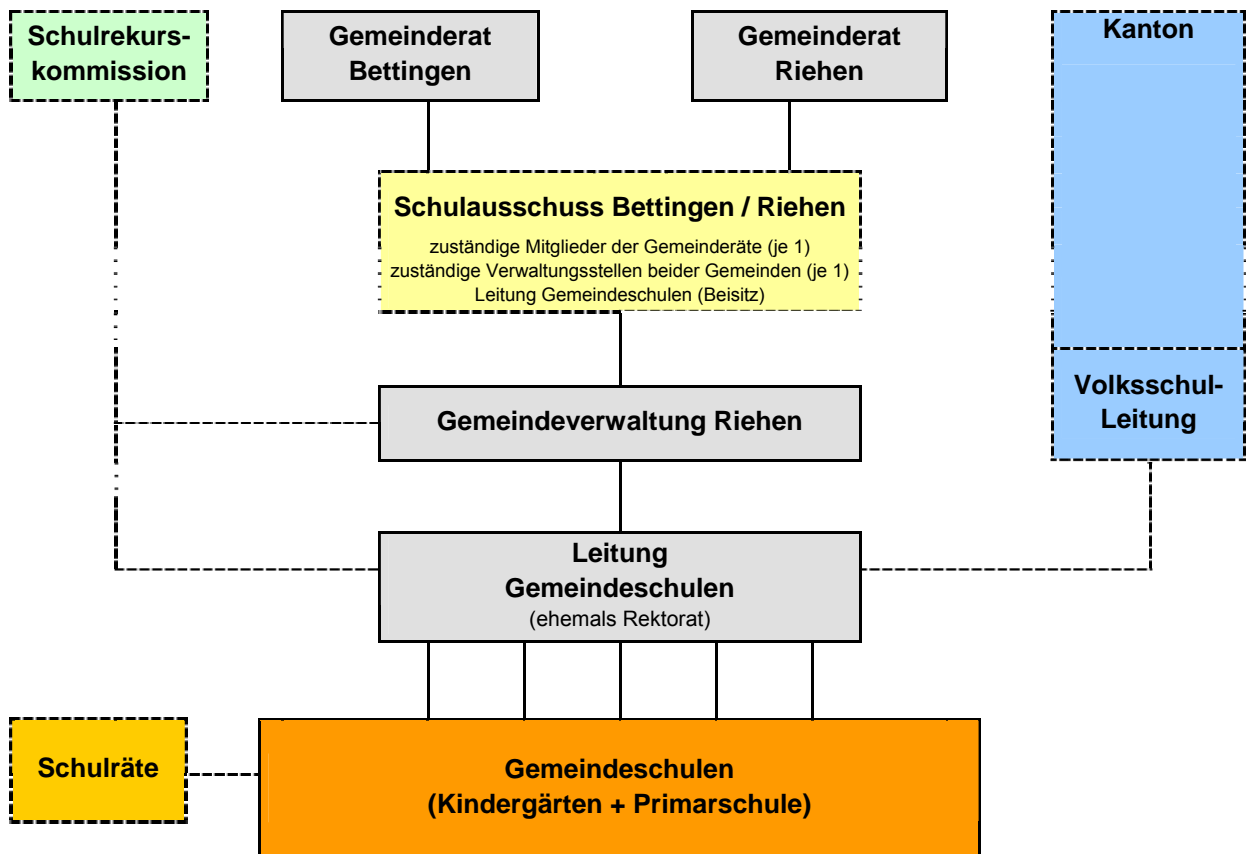 Schulrekurs-
kommission
Gemeinderat
Bettingen
Gemeinderat
Riehen
Kanton
Schulausschuss Bettingen / Riehen
zuständige Mitglieder der Gemeinderäte (je 1)
zuständige Verwaltungsstellen beider Gemeinden (je 1)
Leitung Gemeindeschulen (Beisitz)
Gemeindeverwaltung Riehen
Volksschul-
Leitung
Leitung
Gemeindeschulen
(ehemals Rektorat)
Schulräte
Gemeindeschulen
(Kindergärten + Primarschule)